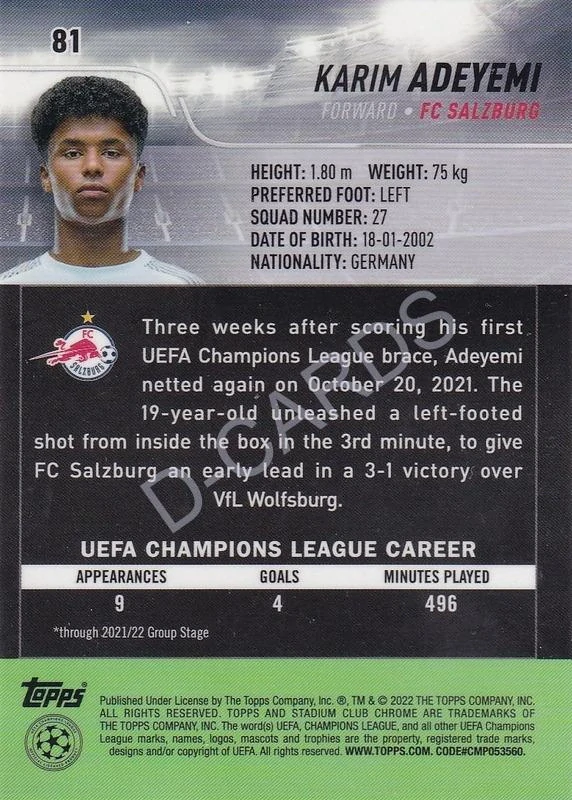 81
KARIM ADEYEMI
FORWARD • FC SALZBURG
HEIGHT: 1.80 m WEIGHT: 75 kg
PREFERRED FOOT: LEFT
SQUAD NUMBER: 27
DATE OF BIRTH: 18-01-2002
NATIONALITY: GERMANY
FC
SALZBURG
Three weeks after scoring his first
UEFA Champions League brace, Adeyemi
netted again on October 20, 2021. The
19-year-old unleashed a left-footed
shot from inside the box in the 3rd minute, to give
FC Salzburg an early lead in a 3-1 victory over
VfL Wolfsburg.
D-CARDS
UEFA CHAMPIONS LEAGUE CAREER
APPEARANCES GOALS MINUTES PLAYED
9 4 496
*through 2021/22 Group Stage
Topps
Published Under License by The Topps Company, Inc. ®, TM & © 2022 THE TOPPS COMPANY, INC.
ALL RIGHTS RESERVED. TOPPS AND STADIUM CLUB CHROME ARE TRADEMARKS OF
THE TOPPS COMPANY, INC. The word(s) UEFA, CHAMPIONS LEAGUE, and all other UEFA Champions
League marks, names, logos, mascots and trophies are the property, registered trade marks,
designs and/or copyright of UEFA. All rights reserved. WWW.TOPPS.COM. CODE#CMP053560.